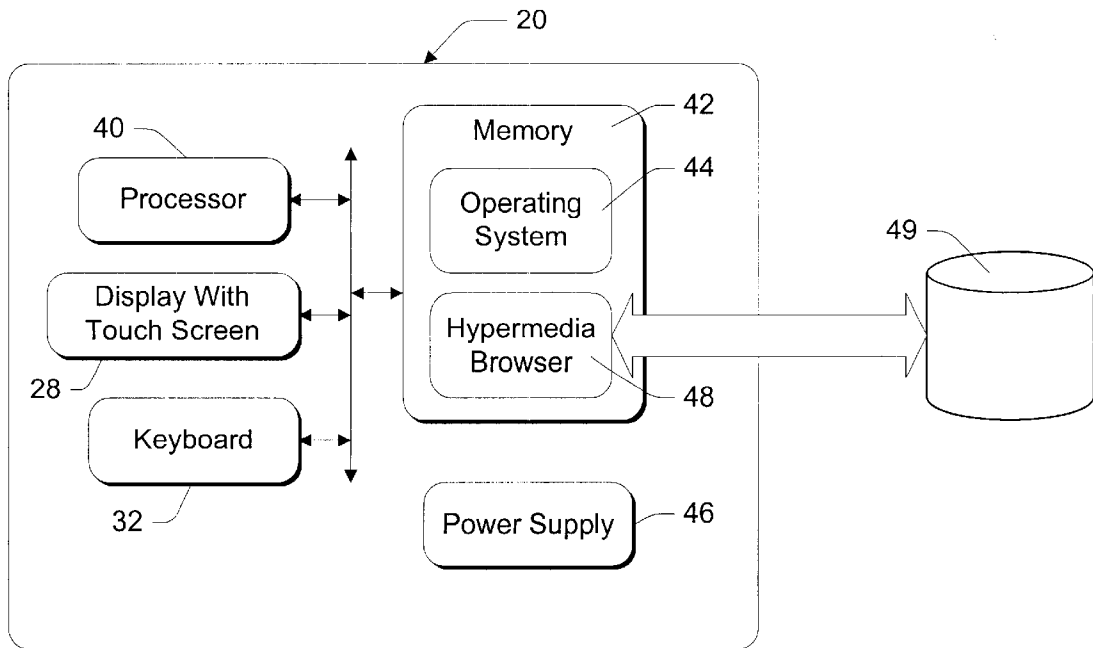 20
42
Memory
40
Processor
44
Operating
System
49
Display With
Touch Screen
28
Hypermedia
Browser
48
Keyboard
32
Power Supply
46